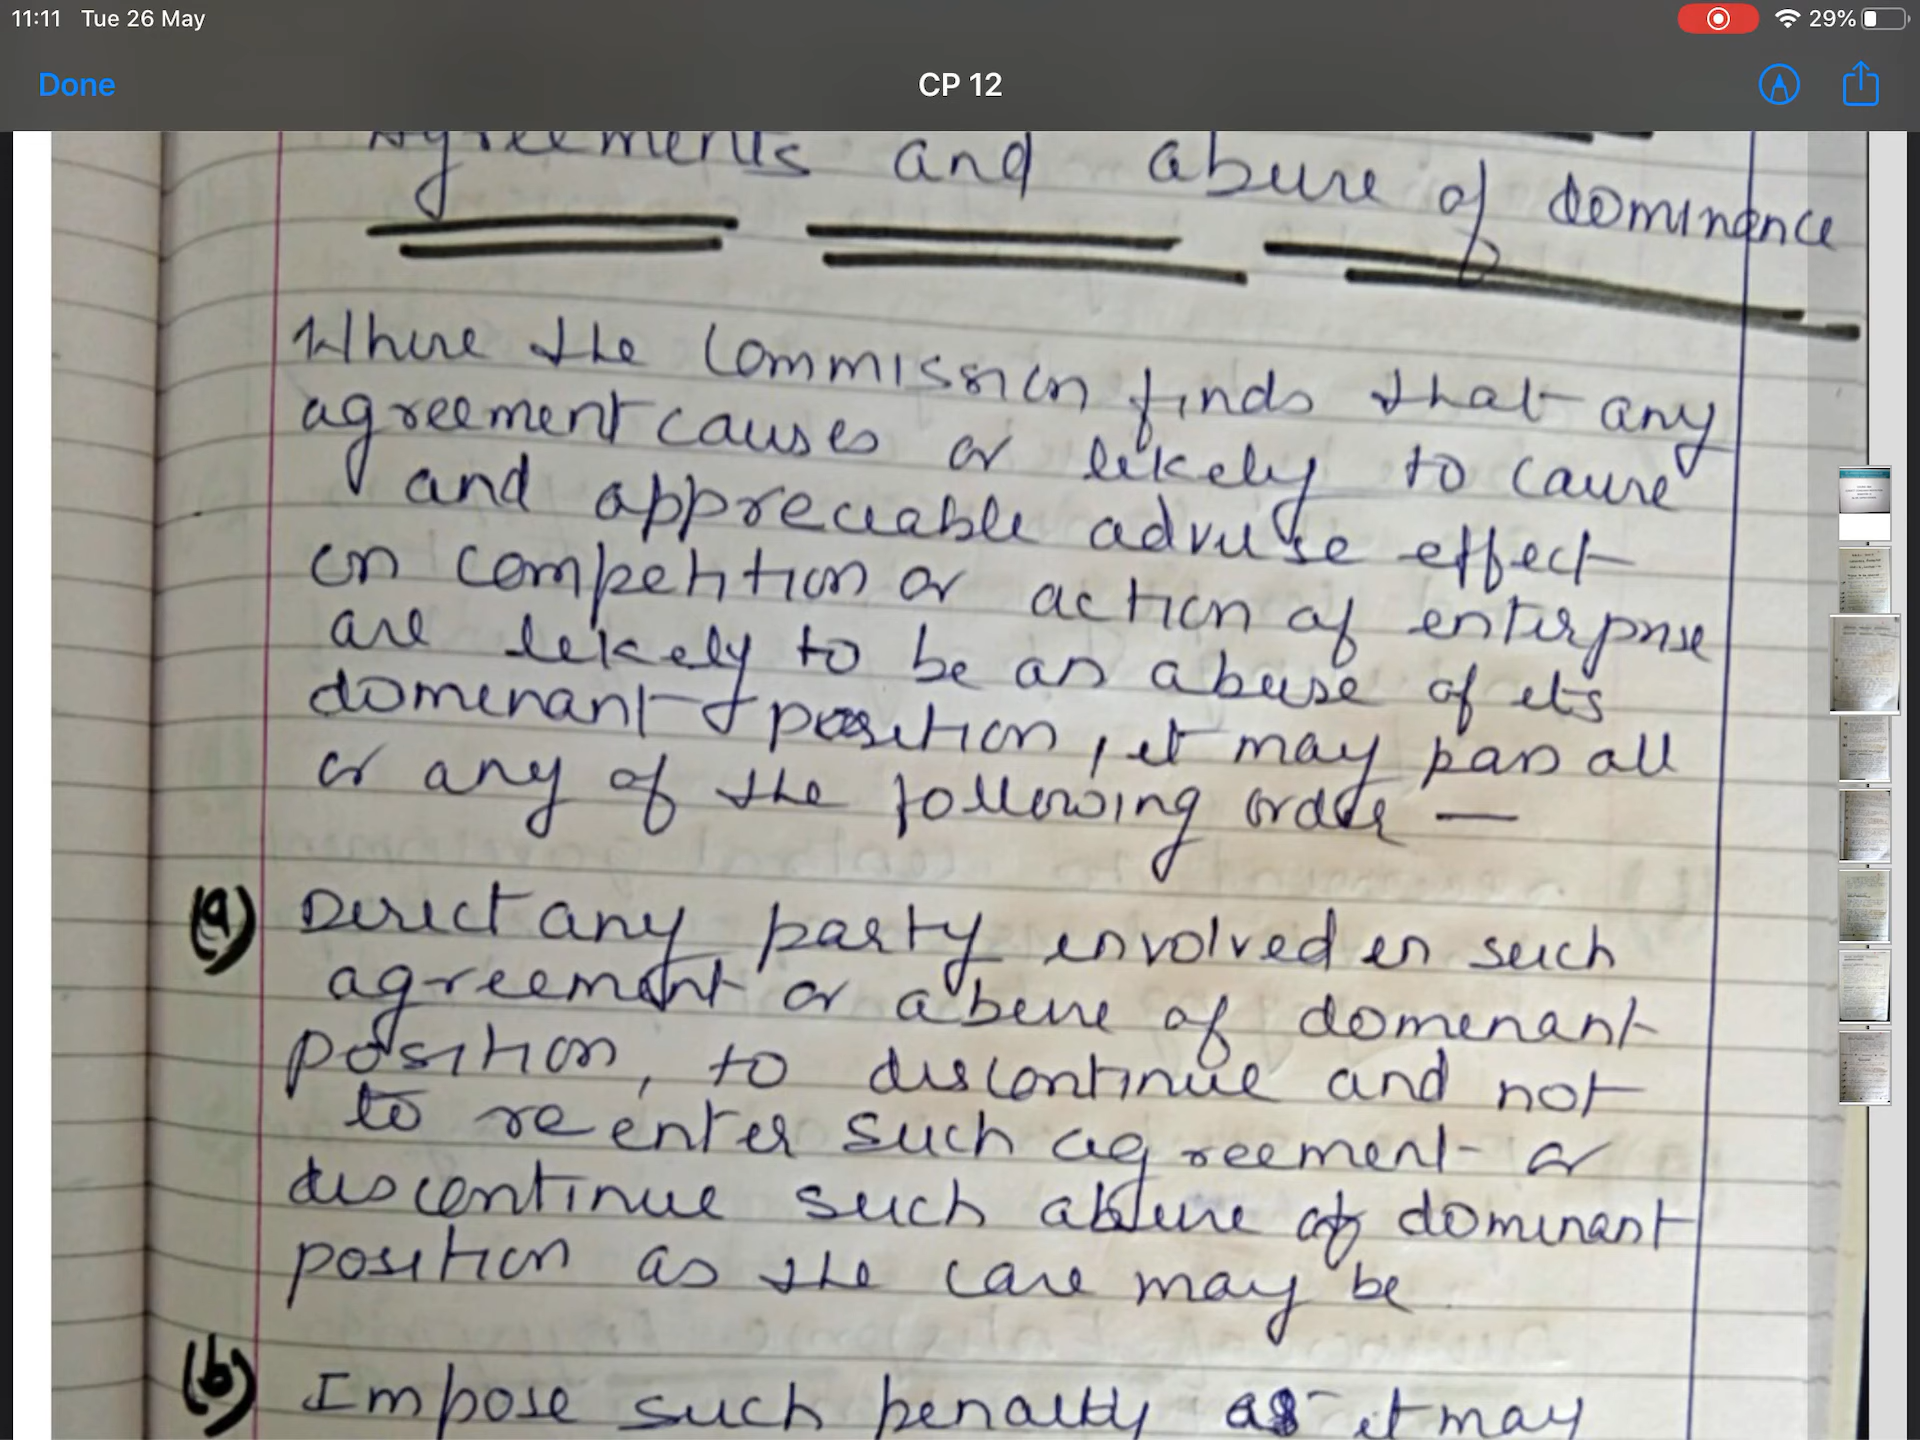 11:11 Tue 26 May
29%
Done
CP 12
Agreements and abuse of dominance
Where the Commission finds that any
agreement causes or likely to cause
and appreciable adverse effect
on competition or action of enterprise
are likely to be an abuse of its
dominant position, it may pass all
or any of the following order —
(a) Direct any party involved in such
agreement or abuse of dominant
position, to discontinue and not
to re enter such agreement or
discontinue such abuse of dominant
position as the case may be
(b) Impose such penalty as it may